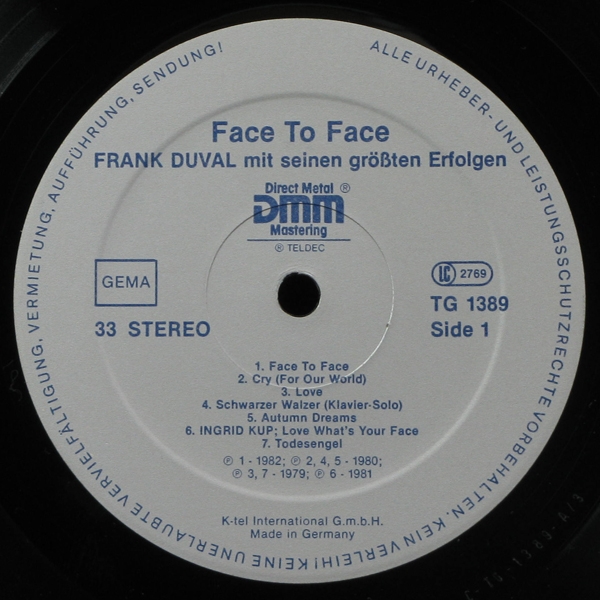 ALLE URHEBER- UND LEISTUNGSSCHUTZRECHTE VORBEHALTEN. KEIN VERLEIH! KEINE UNERLAUBTE VERVIELFÄLTIGUNG, VERMIETUNG, AUFFÜHRUNG, SENDUNG!
Face To Face
FRANK DUVAL mit seinen größten Erfolgen
Direct Metal ®
DMM
Mastering
® TELDEC
GEMA
LC 2769
33 STEREO
TG 1389
Side 1
1. Face To Face
2. Cry (For Our World)
3. Love
4. Schwarzer Walzer (Klavier-Solo)
5. Autumn Dreams
6. INGRID KUP; Love What's Your Face
7. Todesengel
℗ 1 - 1982; ℗ 2, 4, 5 - 1980;
℗ 3, 7 - 1979; ℗ 6 - 1981
K-tel International G.m.b.H.
Made in Germany